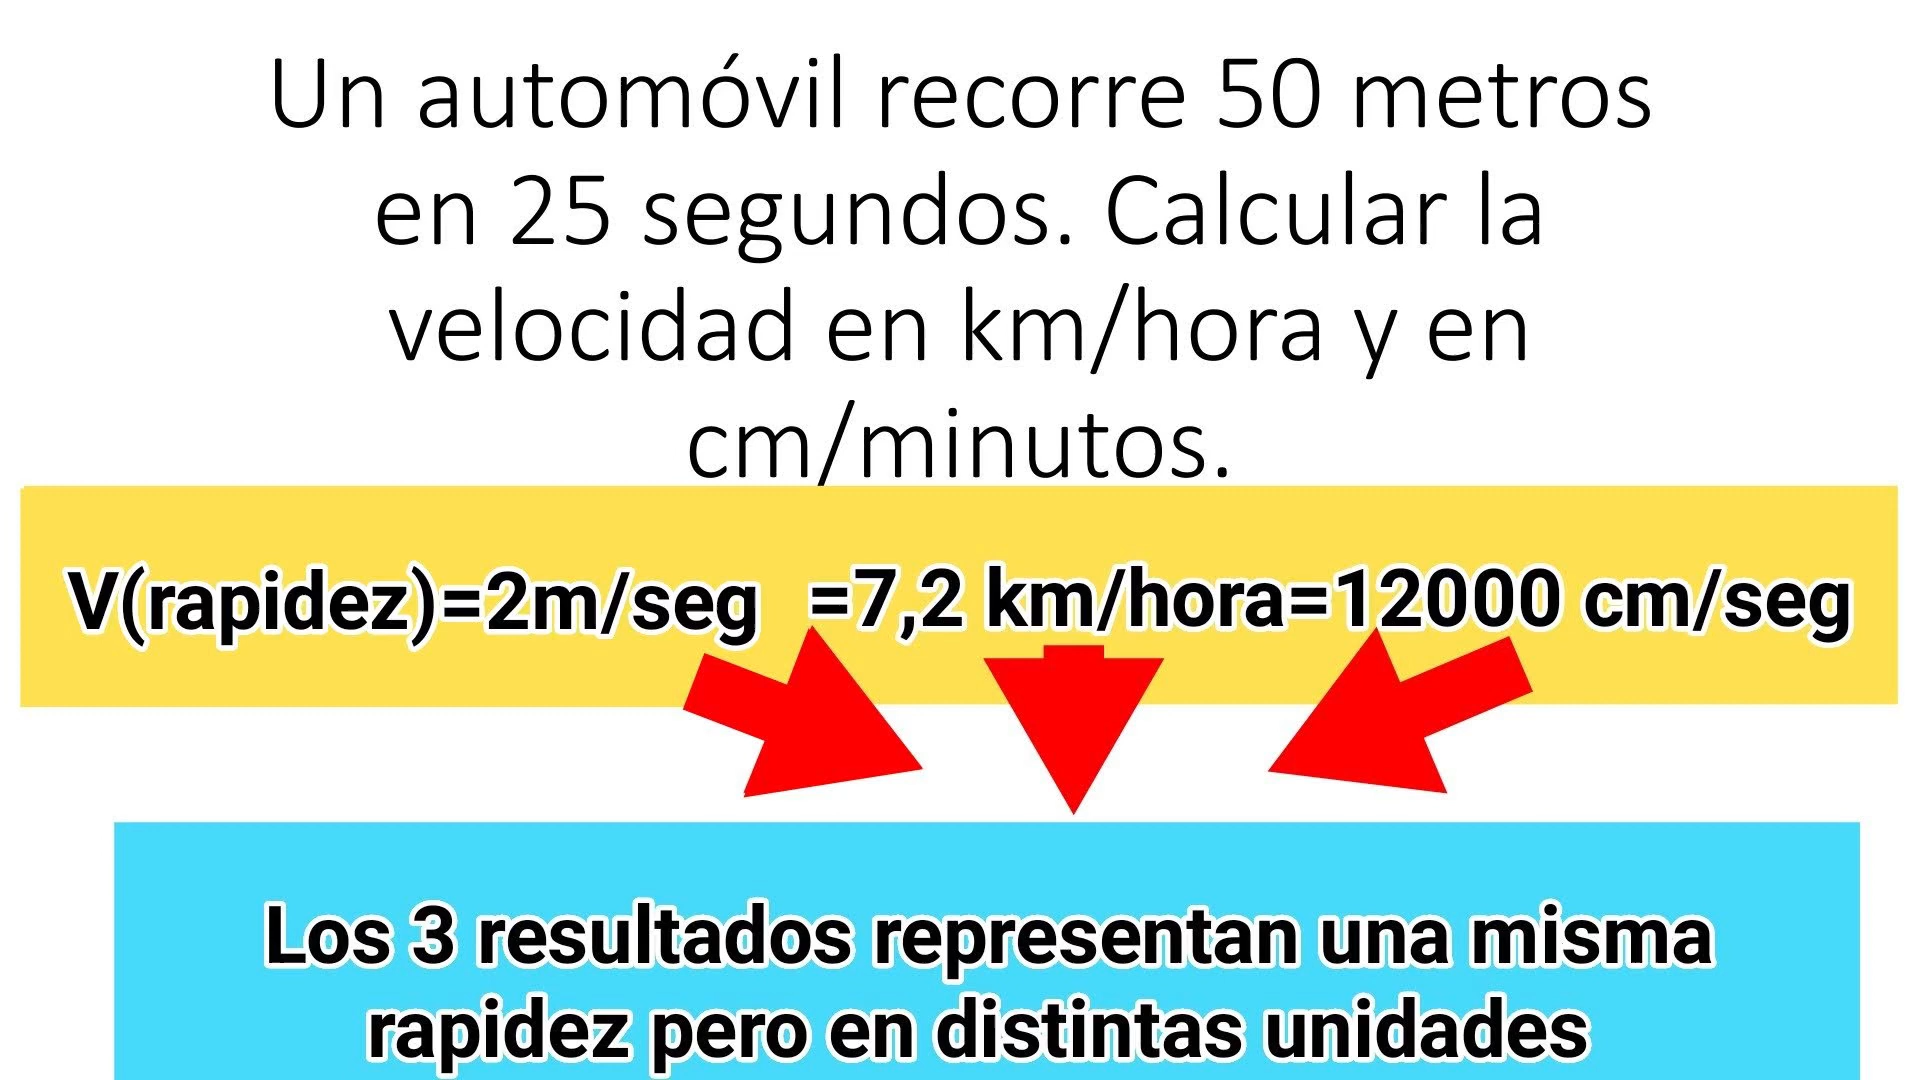 Un automóvil recorre 50 metros
en 25 segundos. Calcular la
velocidad en km/hora y en
cm/minutos.
V(rapidez)=2m/seg =7,2 km/hora=12000 cm/seg
Los 3 resultados representan una misma
rapidez pero en distintas unidades